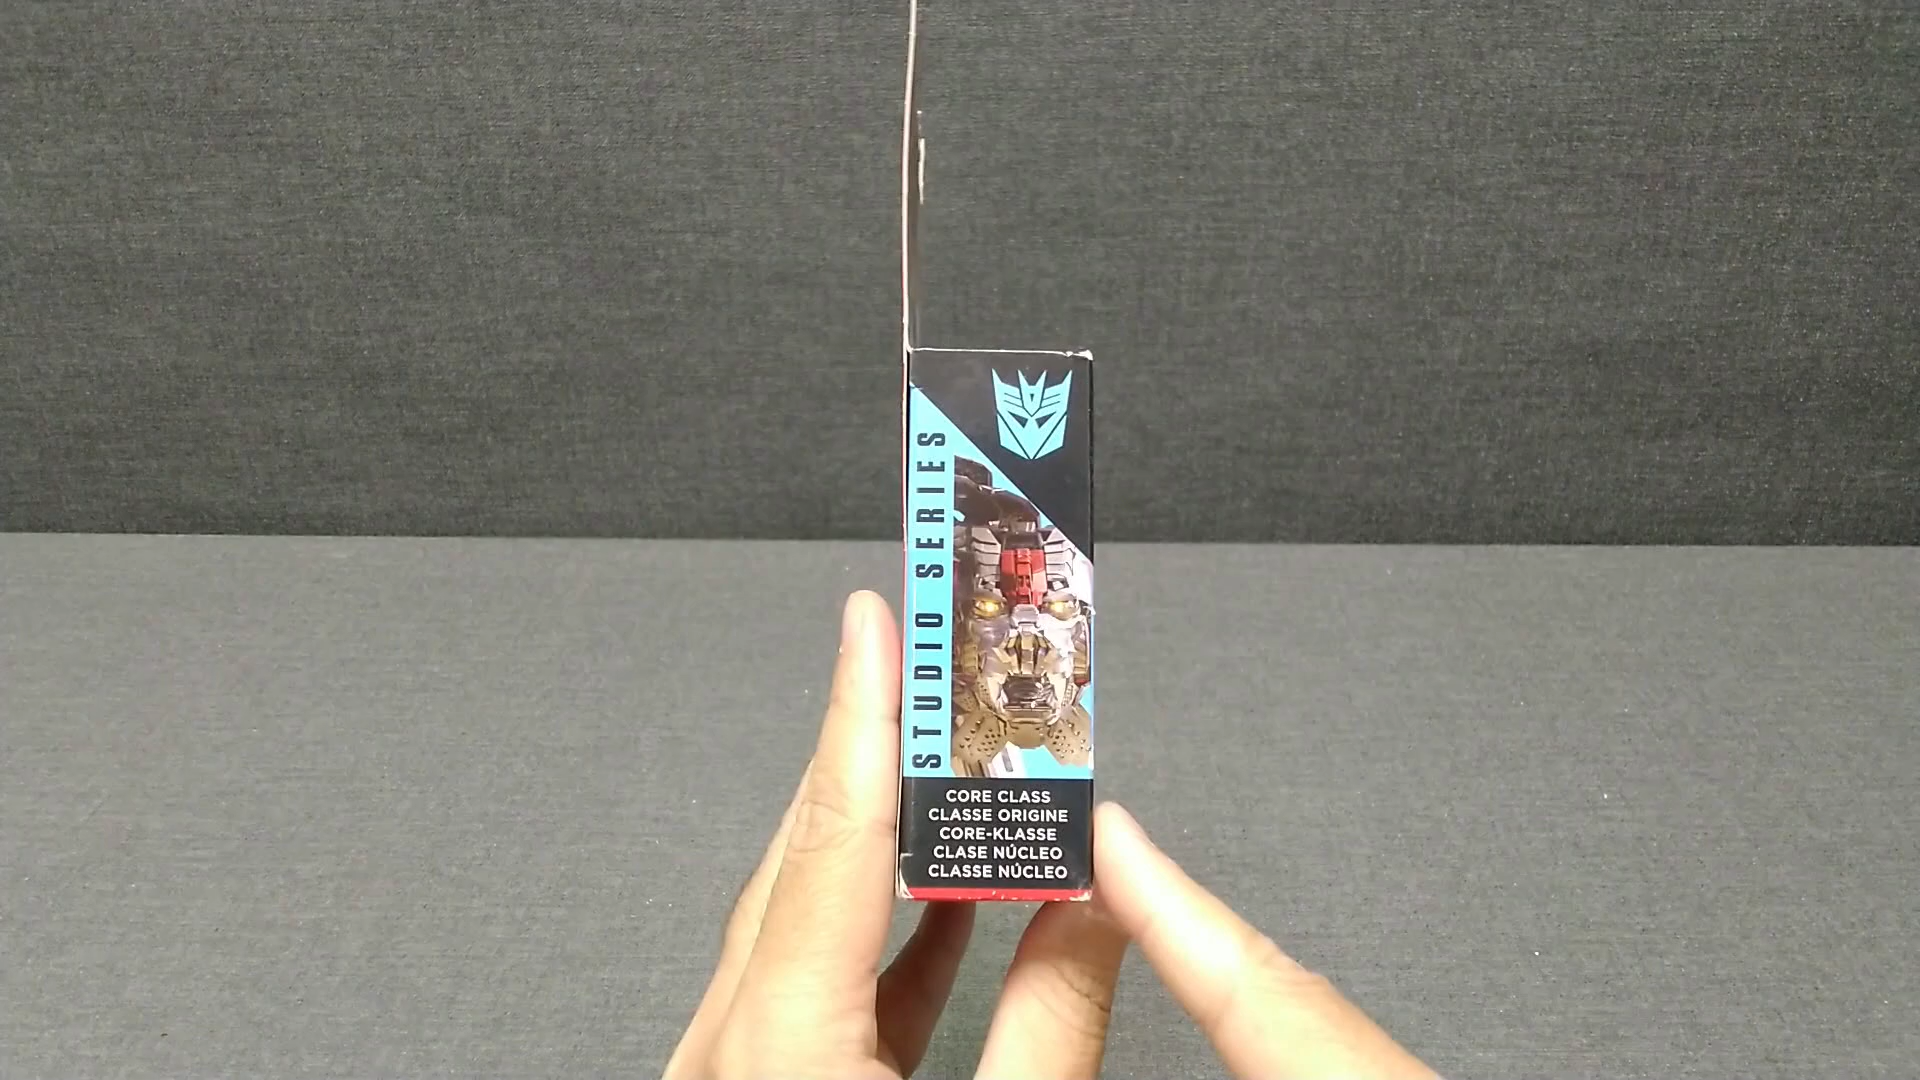 STUDIO SERIES
CORE CLASS
CLASSE ORIGINE
CORE-KLASSE
CLASE NÚCLEO
CLASSE NÚCLEO